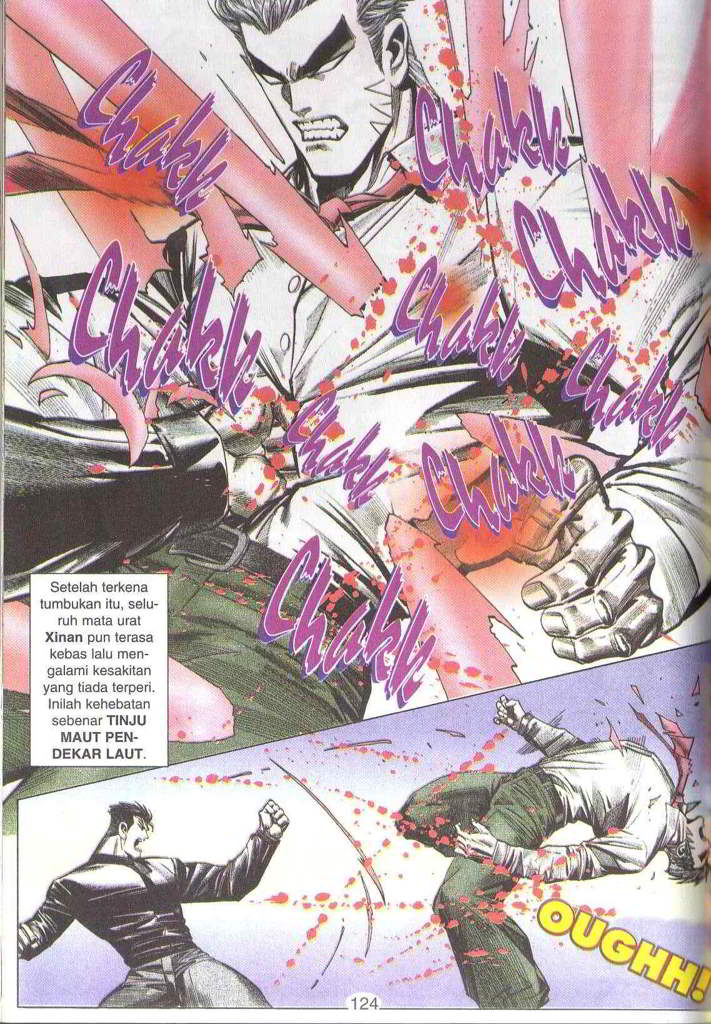 Chakk
Chakk
Chakk
Chakk
Chakk
Chakk
Chakk
Chakk
Chakk
Chakk
Chakk
Chakk
Setelah terkena
tumbukan itu, selu-
ruh mata urat
Xinan pun terasa
kebas lalu men-
galami kesakitan
yang tiada terperi.
Inilah kehebatan
sebenar TINJU
MAUT PEN-
DEKAR LAUT.
OUGHH!
124